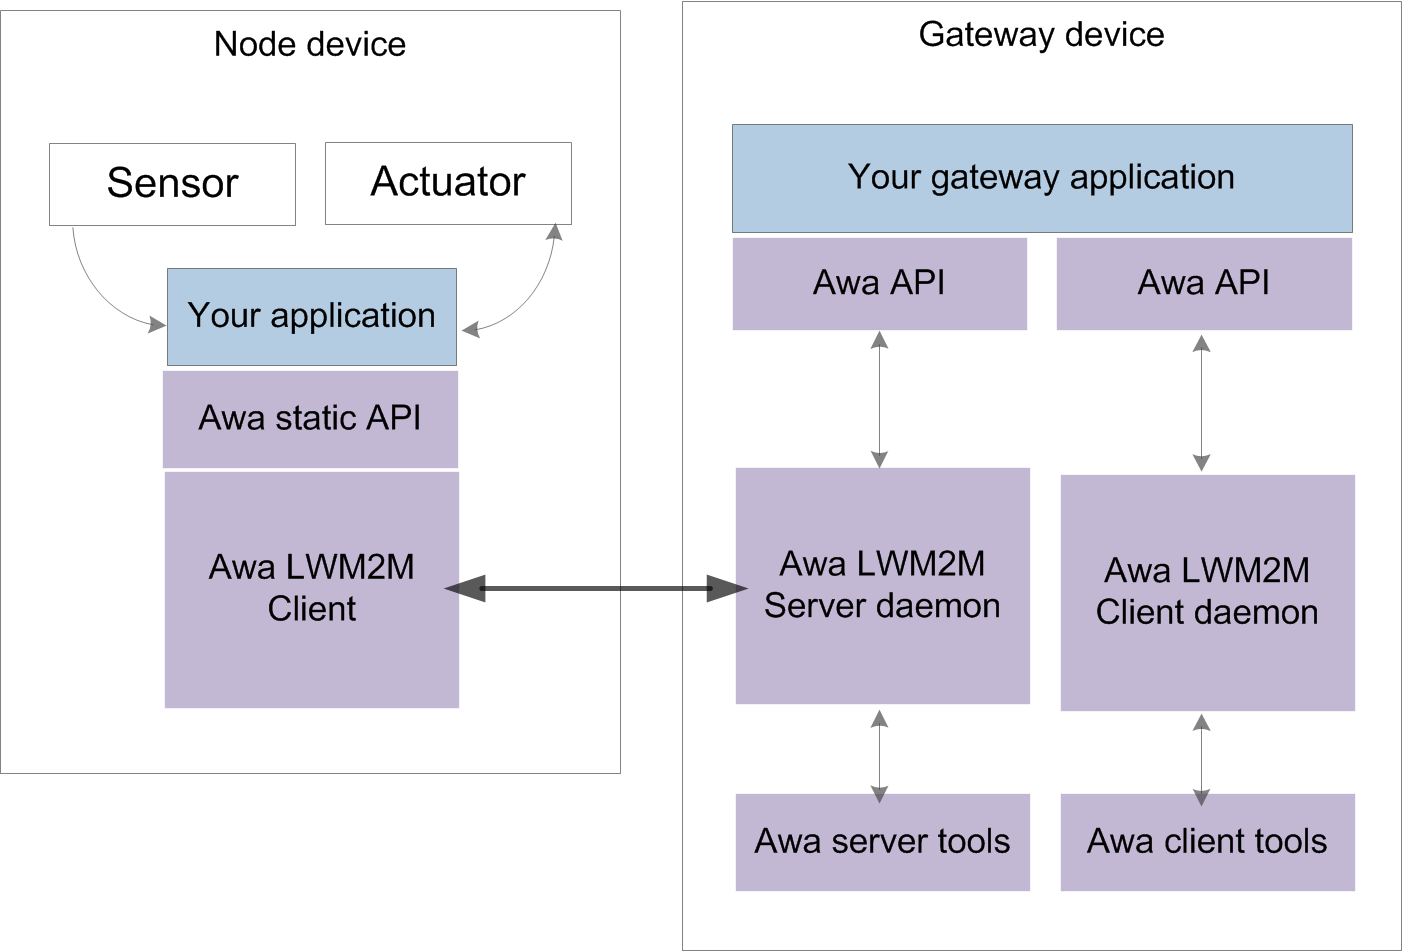 Node device
Sensor
Actuator
Your application
Awa static API
Awa LWM2M
Client
Gateway device
Your gateway application
Awa API
Awa API
Awa LWM2M
Server daemon
Awa LWM2M
Client daemon
Awa server tools
Awa client tools